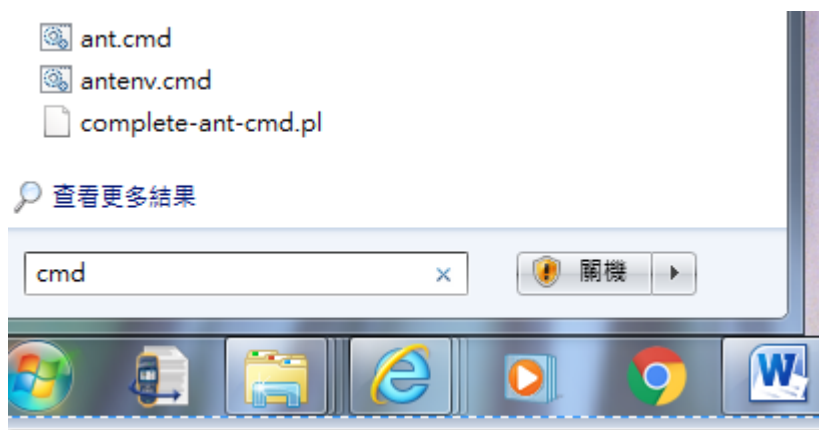 ant.cmd
antenv.cmd
complete-ant-cmd.pl
查看更多結果
cmd
關機
W